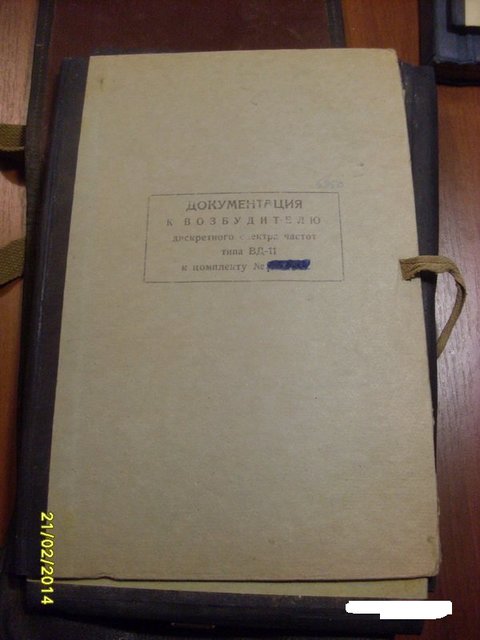 ДОКУМЕНТАЦИЯ
К ВОЗБУДИТЕЛЮ
дискретного спектра частот
типа ВД-11
к комплекту №
21/02/2014